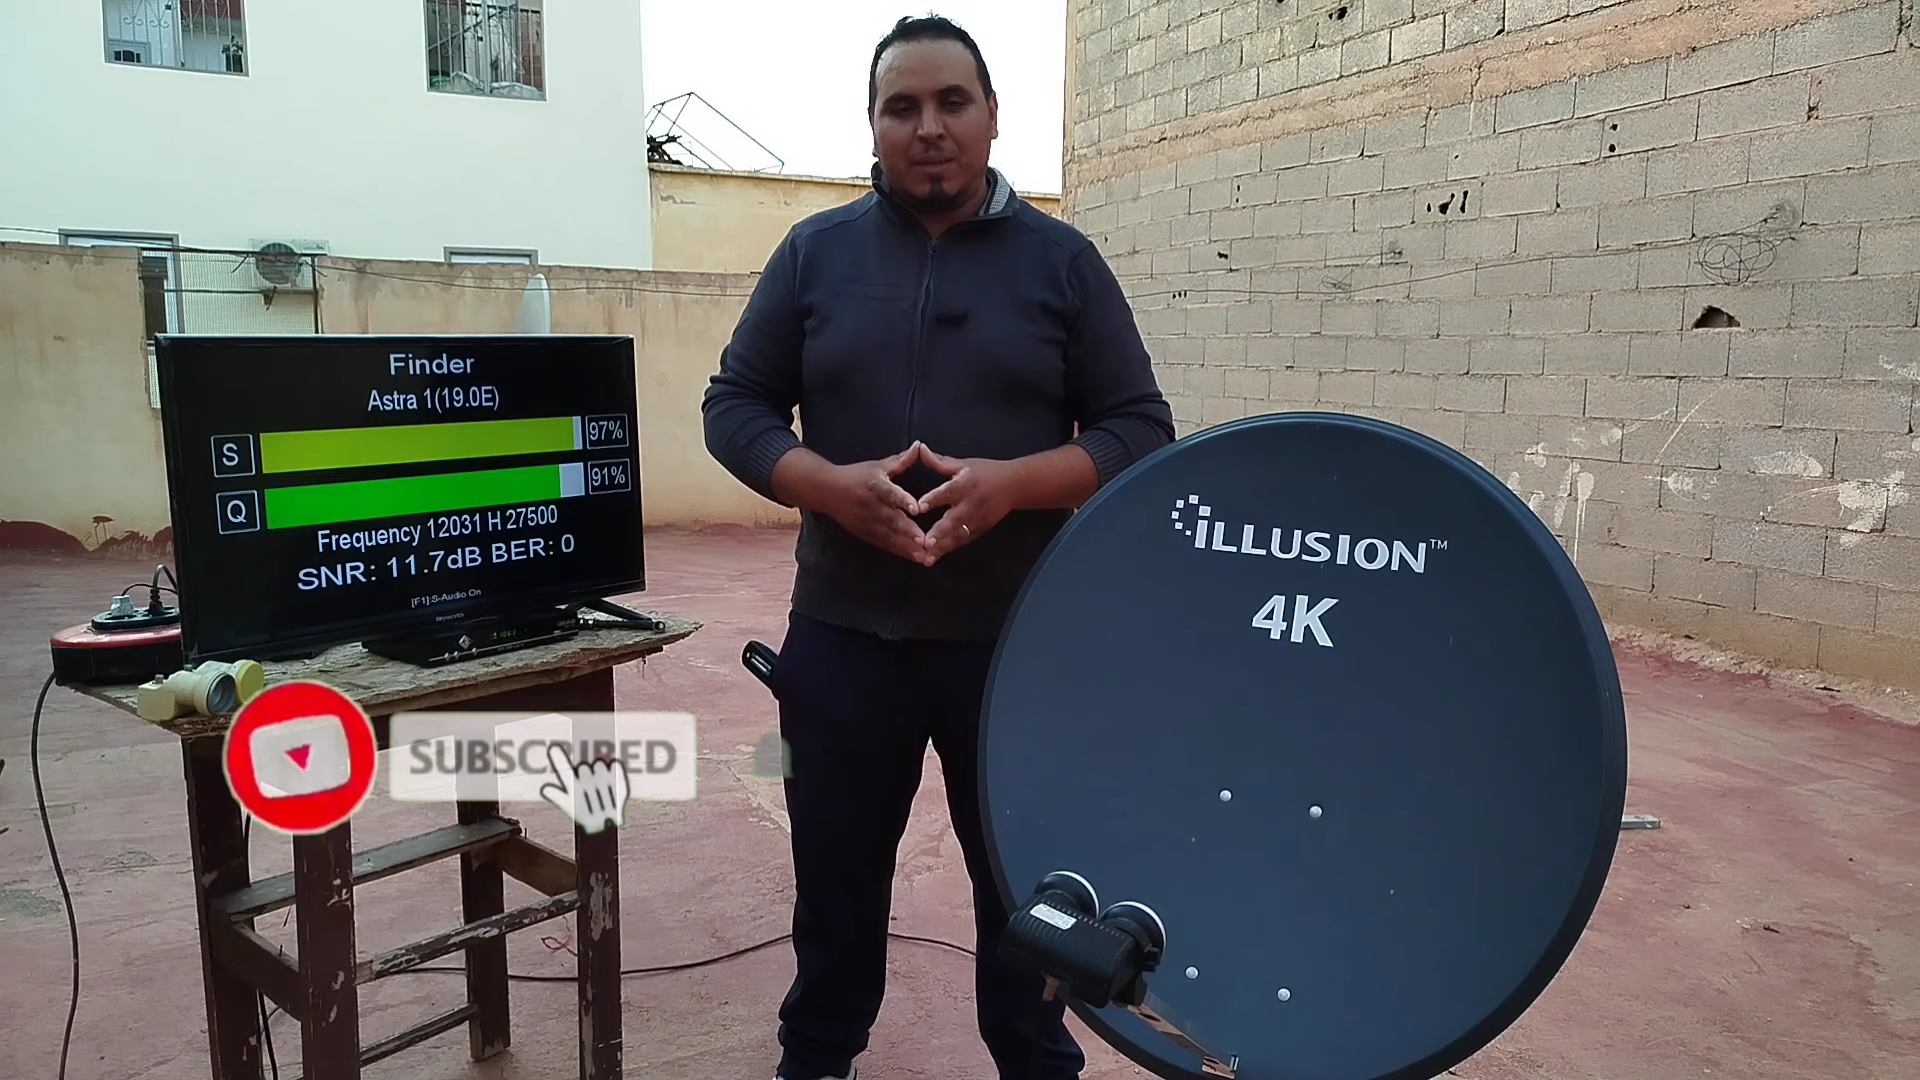 Finder
Astra 1(19.0E)
S 97%
Q 91%
Frequency 12031 H 27500
SNR: 11.7dB BER: 0
[F1]:S-Audio On
iLLUSION™
4K
SUBSCRIBED